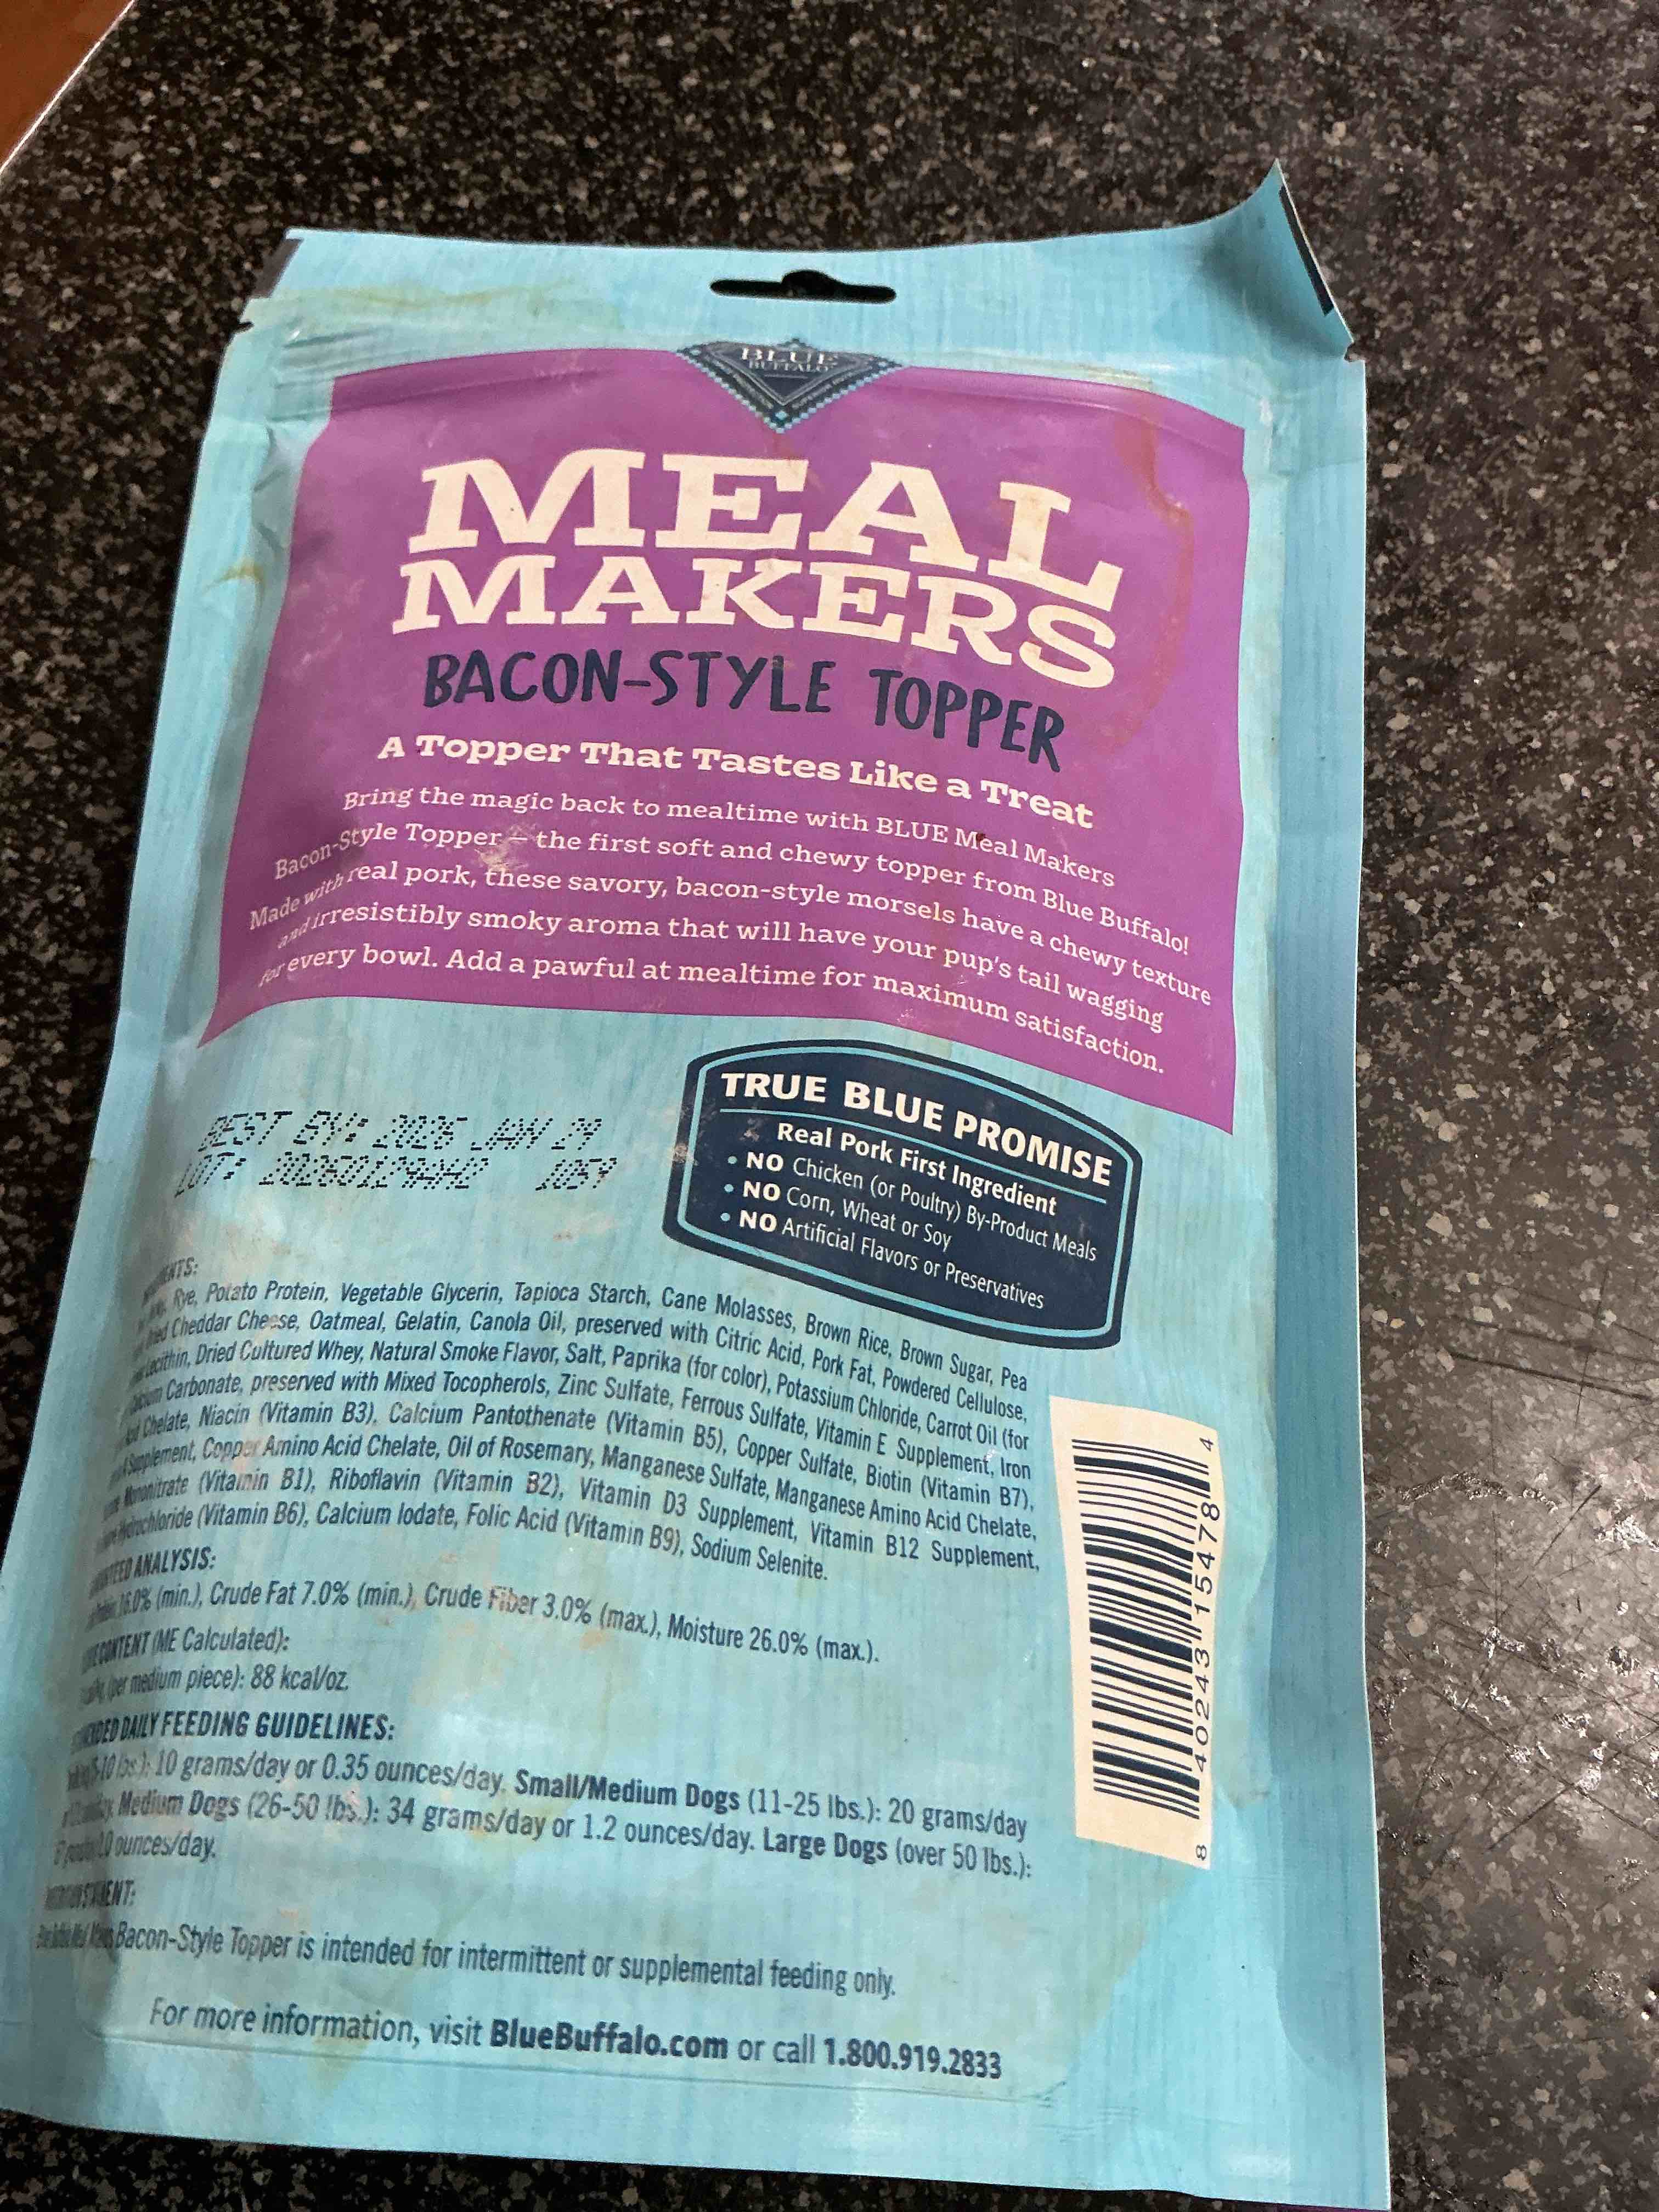 BLUE
BUFFALO
MEAL
MAKERS
BACON-STYLE TOPPER
A Topper That Tastes Like a Treat
Bring the magic back to mealtime with BLUE Meal Makers
Bacon-Style Topper – the first soft and chewy topper from Blue Buffalo!
Made with real pork, these savory, bacon-style morsels have a chewy texture
and irresistibly smoky aroma that will have your pup's tail wagging
for every bowl. Add a pawful at mealtime for maximum satisfaction.
BEST BY: 2026 JAN 29
1059
TRUE BLUE PROMISE
Real Pork First Ingredient
• NO Chicken (or Poultry) By-Product Meals
• NO Corn, Wheat or Soy
• NO Artificial Flavors or Preservatives
Rye, Potato Protein, Vegetable Glycerin, Tapioca Starch, Cane Molasses, Brown Rice, Brown Sugar, Pea
Dried Cheddar Cheese, Oatmeal, Gelatin, Canola Oil, preserved with Citric Acid, Pork Fat, Powdered Cellulose,
Lecithin, Dried Cultured Whey, Natural Smoke Flavor, Salt, Paprika (for color), Potassium Chloride, Carrot Oil (for
Calcium Carbonate, preserved with Mixed Tocopherols, Zinc Sulfate, Ferrous Sulfate, Vitamin E Supplement, Iron
Chelate, Niacin (Vitamin B3), Calcium Pantothenate (Vitamin B5), Copper Sulfate, Biotin (Vitamin B7),
Supplement, Copper Amino Acid Chelate, Oil of Rosemary, Manganese Sulfate, Manganese Amino Acid Chelate,
Mononitrate (Vitamin B1), Riboflavin (Vitamin B2), Vitamin D3 Supplement, Vitamin B12 Supplement,
Hydrochloride (Vitamin B6), Calcium Iodate, Folic Acid (Vitamin B9), Sodium Selenite.
ANALYSIS:
16.0% (min.), Crude Fat 7.0% (min.), Crude Fiber 3.0% (max.), Moisture 26.0% (max.).
CONTENT (ME Calculated):
(per medium piece): 88 kcal/oz.
DAILY FEEDING GUIDELINES:
10 grams/day or 0.35 ounces/day. Small/Medium Dogs (11-25 lbs.): 20 grams/day
Medium Dogs (26-50 lbs.): 34 grams/day or 1.2 ounces/day. Large Dogs (over 50 lbs.):
ounces/day.
Bacon-Style Topper is intended for intermittent or supplemental feeding only.
For more information, visit BlueBuffalo.com or call 1.800.919.2833
8 40243 15478 4